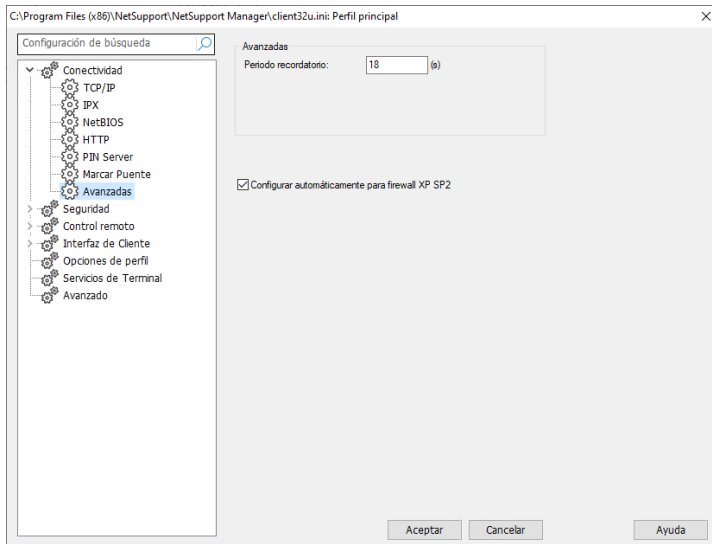 C:\Program Files (x86)\NetSupport\NetSupport Manager\client32u.ini: Perfil principal
Configuración de búsqueda
Conectividad
TCP/IP
IPX
NetBIOS
HTTP
PIN Server
Marcar Puente
Avanzadas
Seguridad
Control remoto
Interfaz de Cliente
Opciones de perfil
Servicios de Terminal
Avanzado
Avanzadas
Periodo recordatorio: 18 (s)
Configurar automáticamente para firewall XP SP2
Aceptar Cancelar Ayuda